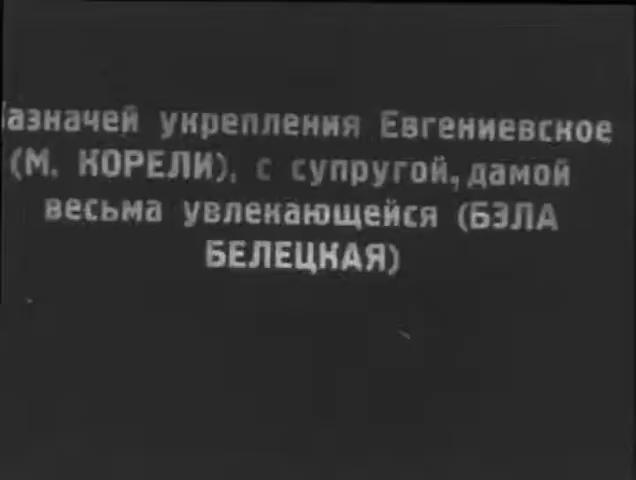 азначей укрепления Евгениевское
(М. КОРЕЛИ), с супругой, дамой
весьма увлекающейся (БЭЛА
БЕЛЕЦКАЯ)